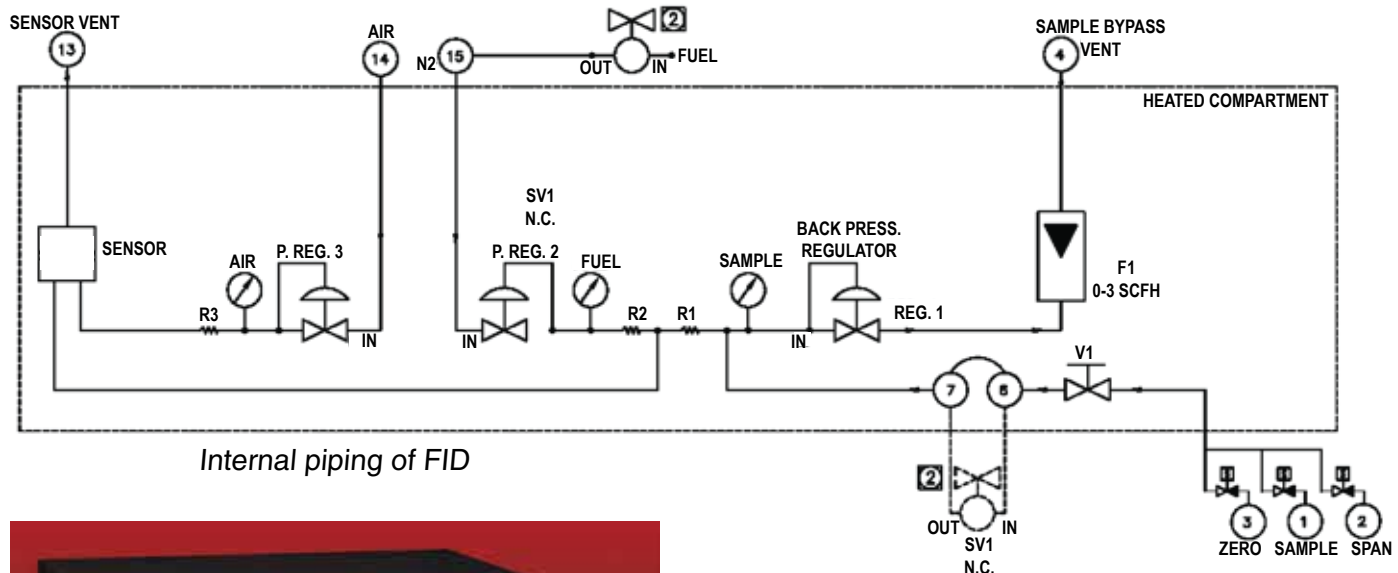 SENSOR VENT
13
AIR
14
N2
15
2
OUT
IN
FUEL
SAMPLE BYPASS
VENT
4
HEATED COMPARTMENT
SENSOR
AIR
P. REG. 3
R3
IN
SV1
N.C.
P. REG. 2
IN
FUEL
R2
R1
SAMPLE
BACK PRESS.
REGULATOR
IN
REG. 1
F1
0-3 SCFH
V1
7
6
2
OUT
IN
SV1
N.C.
3
1
2
ZERO
SAMPLE
SPAN
Internal piping of FID